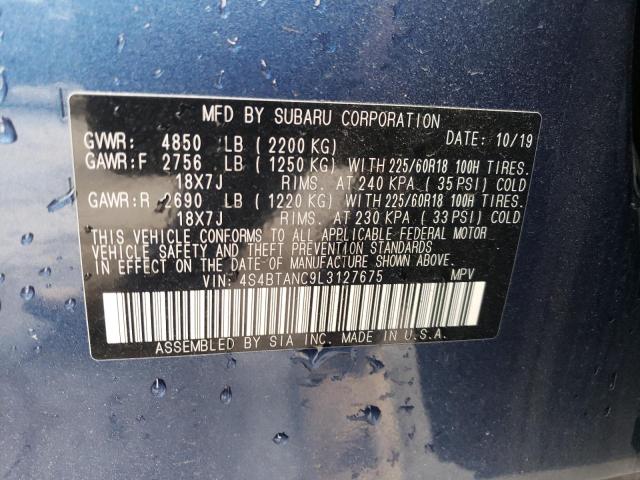 MFD BY SUBARU CORPORATION
GVWR: 4850 LB (2200 KG) DATE: 10/19
GAWR:F 2756 LB (1250 KG) WITH 225/60R18 100H TIRES.
18X7J RIMS. AT 240 KPA (35 PSI) COLD
GAWR:R 2690 LB (1220 KG) WITH 225/60R18 100H TIRES.
18X7J RIMS. AT 230 KPA (33 PSI) COLD
THIS VEHICLE CONFORMS TO ALL APPLICABLE FEDERAL MOTOR
VEHICLE SAFETY AND THEFT PREVENTION STANDARDS
IN EFFECT ON THE DATE OF MANUFACTURE SHOWN ABOVE.
VIN: 4S4BTANC9L3127675 MPV
ASSEMBLED BY SIA INC. MADE IN U.S.A.